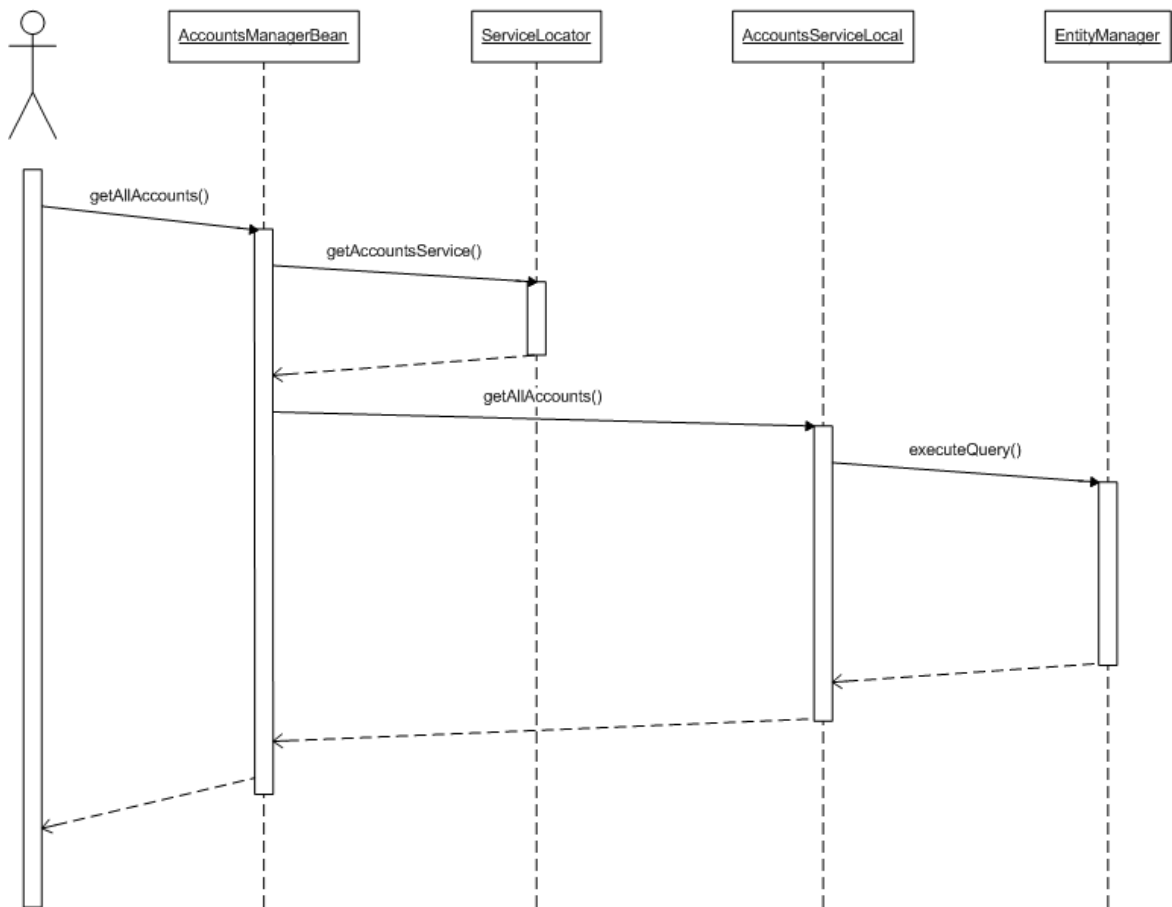 AccountsManagerBean
ServiceLocator
AccountsServiceLocal
EntityManager
getAllAccounts()
getAccountsService()
getAllAccounts()
executeQuery()